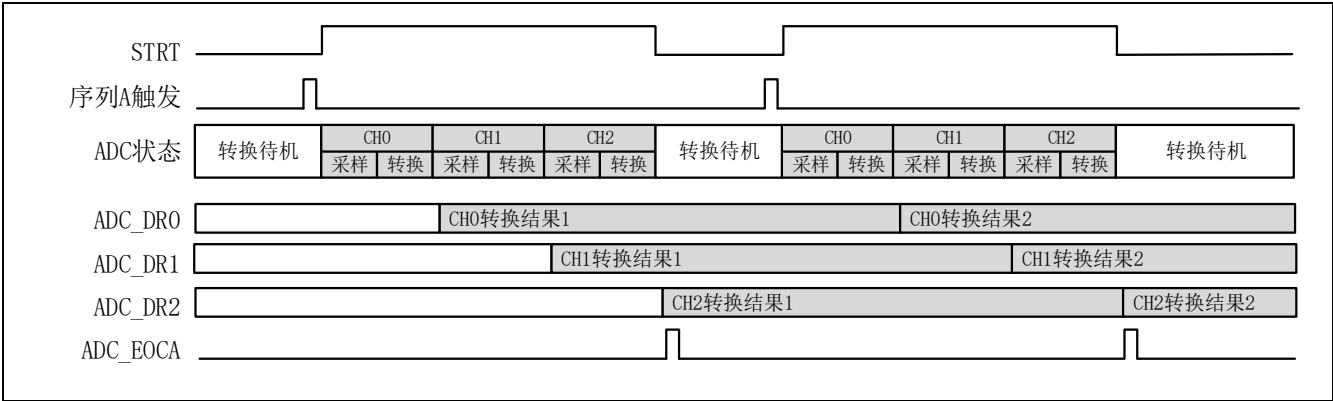 STRT
序列A触发
ADC状态 转换待机 CH0 CH1 CH2 转换待机 CH0 CH1 CH2 转换待机
采样 转换 采样 转换 采样 转换 采样 转换 采样 转换 采样 转换
ADC_DR0 CH0转换结果1 CH0转换结果2
ADC_DR1 CH1转换结果1 CH1转换结果2
ADC_DR2 CH2转换结果1 CH2转换结果2
ADC_EOCA